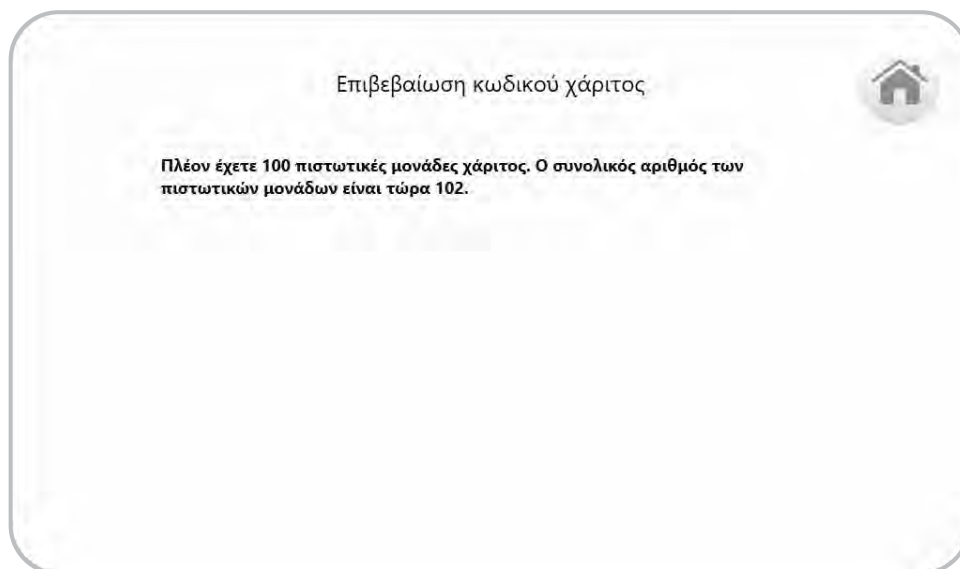 Επιβεβαίωση κωδικού χάριτος
Πλέον έχετε 100 πιστωτικές μονάδες χάριτος. Ο συνολικός αριθμός των
πιστωτικών μονάδων είναι τώρα 102.